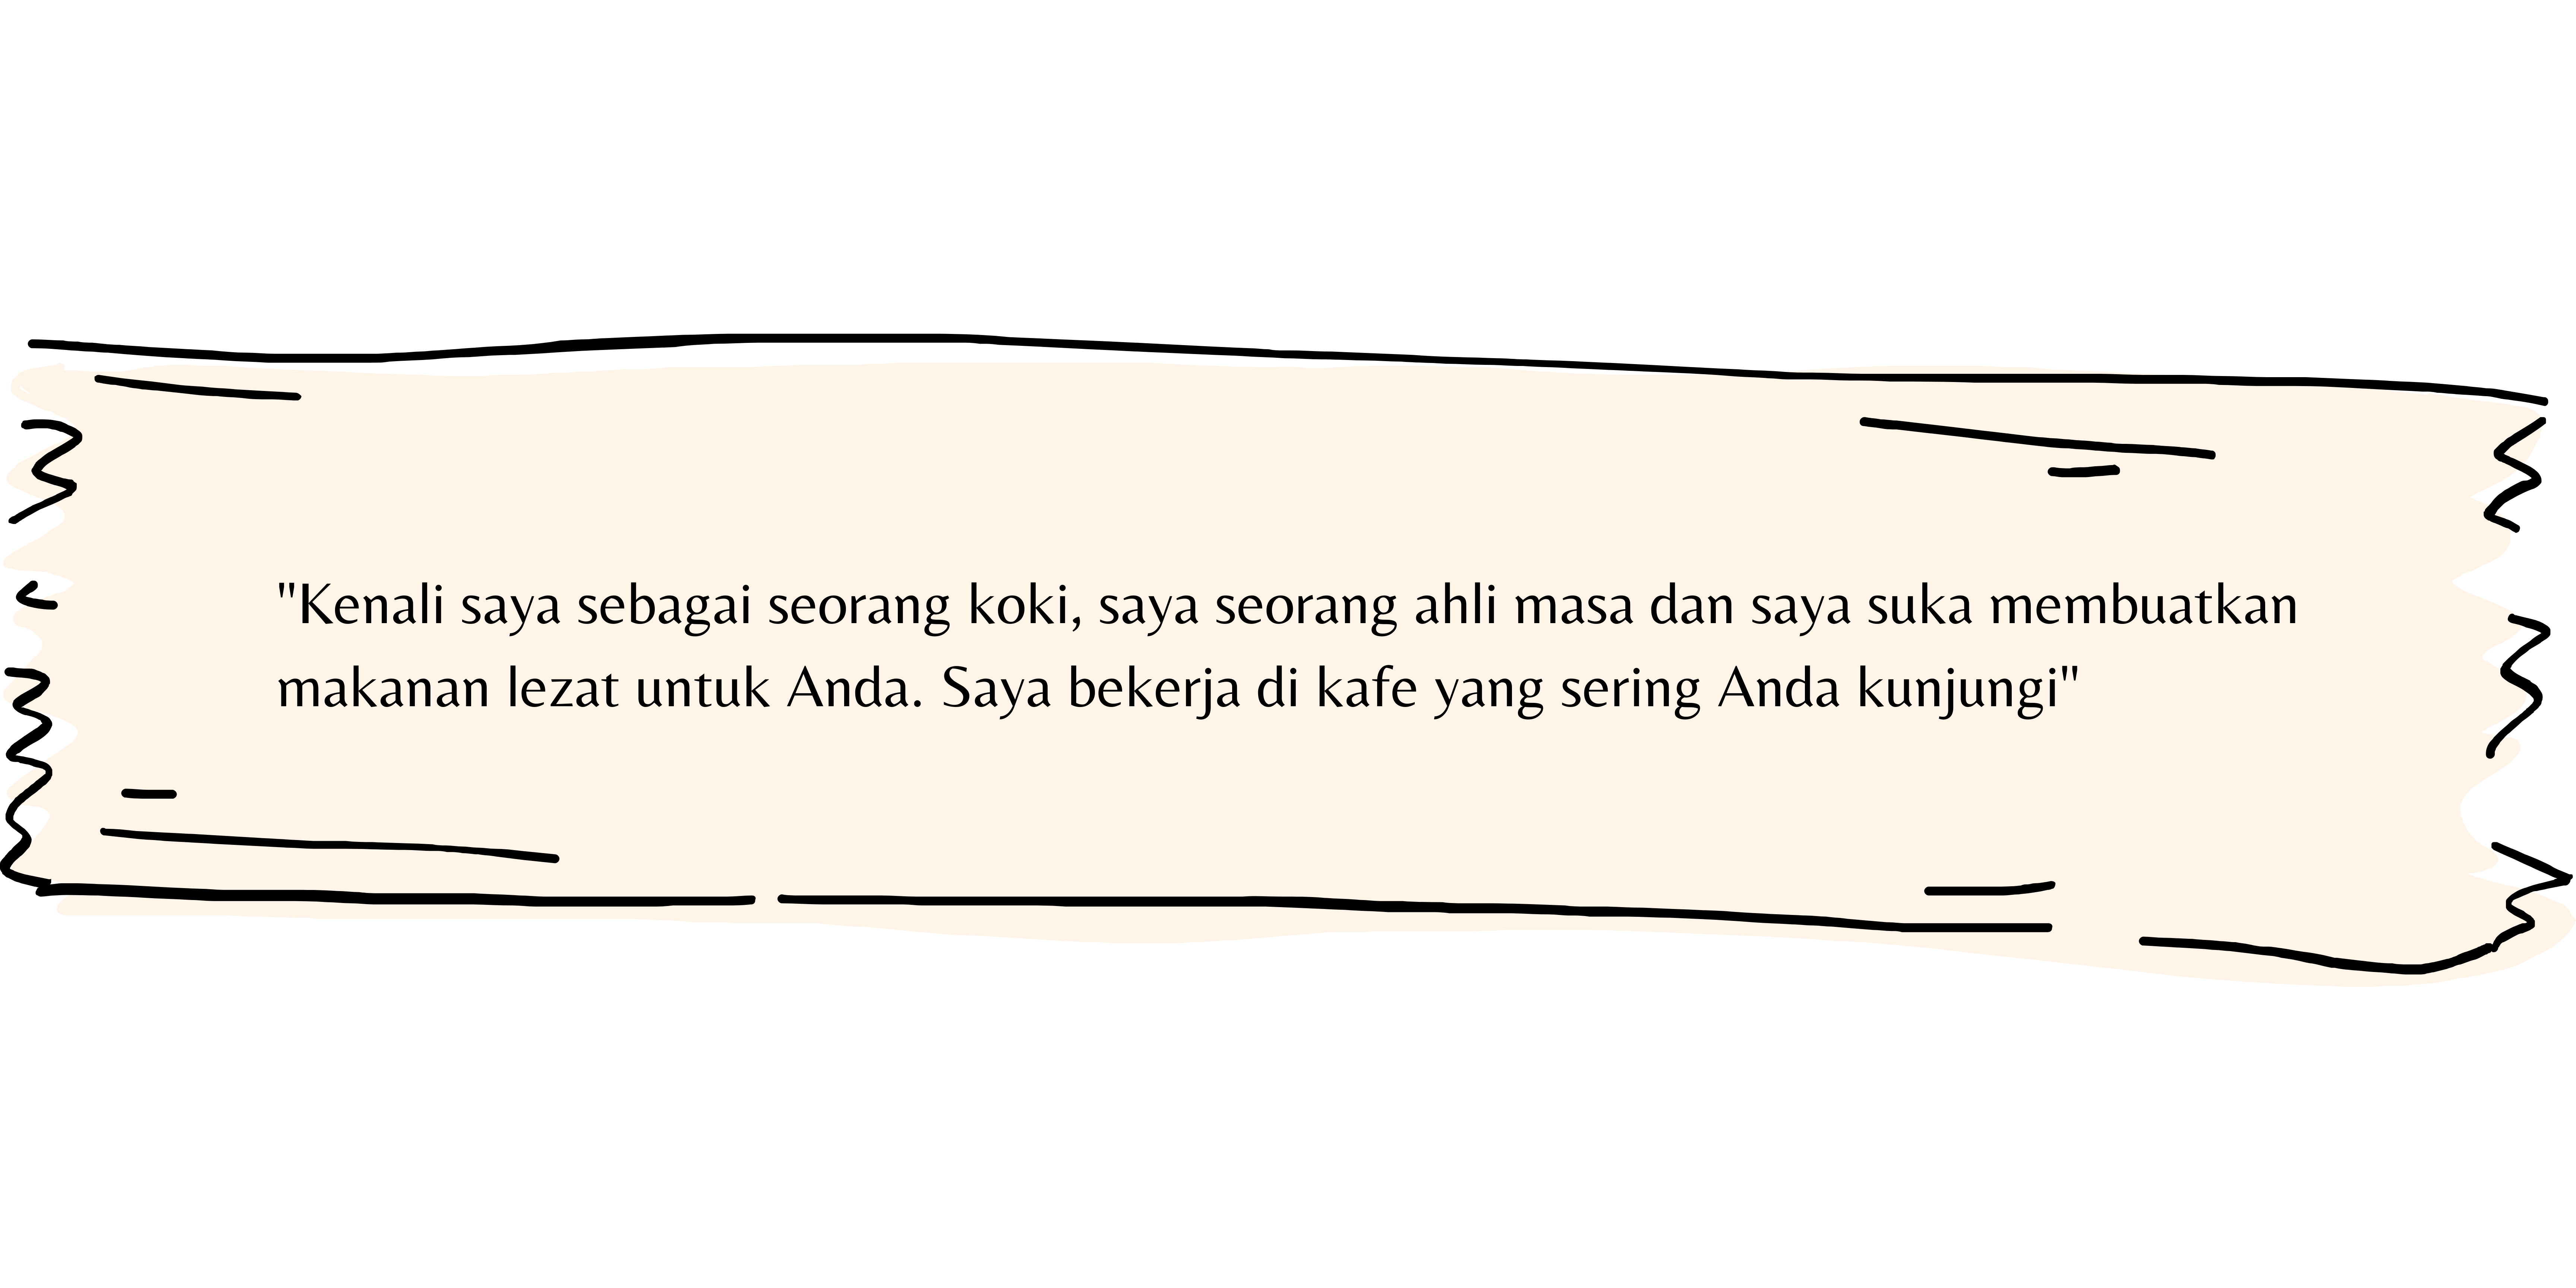 "Kenali saya sebagai seorang koki, saya seorang ahli masa dan saya suka membuatkan
makanan lezat untuk Anda. Saya bekerja di kafe yang sering Anda kunjungi"